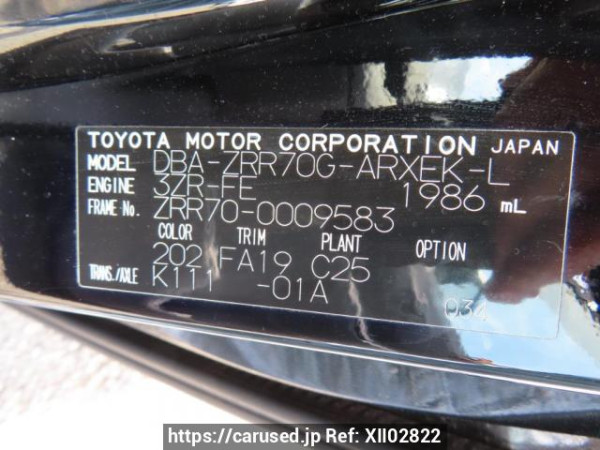 TOYOTA MOTOR CORPORATION JAPAN
MODEL DBA-ZRR70G-ARXEK-L
ENGINE 3ZR-FE 1986 mL
FRAME No. ZRR70-0009583
COLOR TRIM PLANT OPTION
202 FA19 C25
TRANS./AXLE K111 -01A
034
https://carused.jp Ref: XII02822